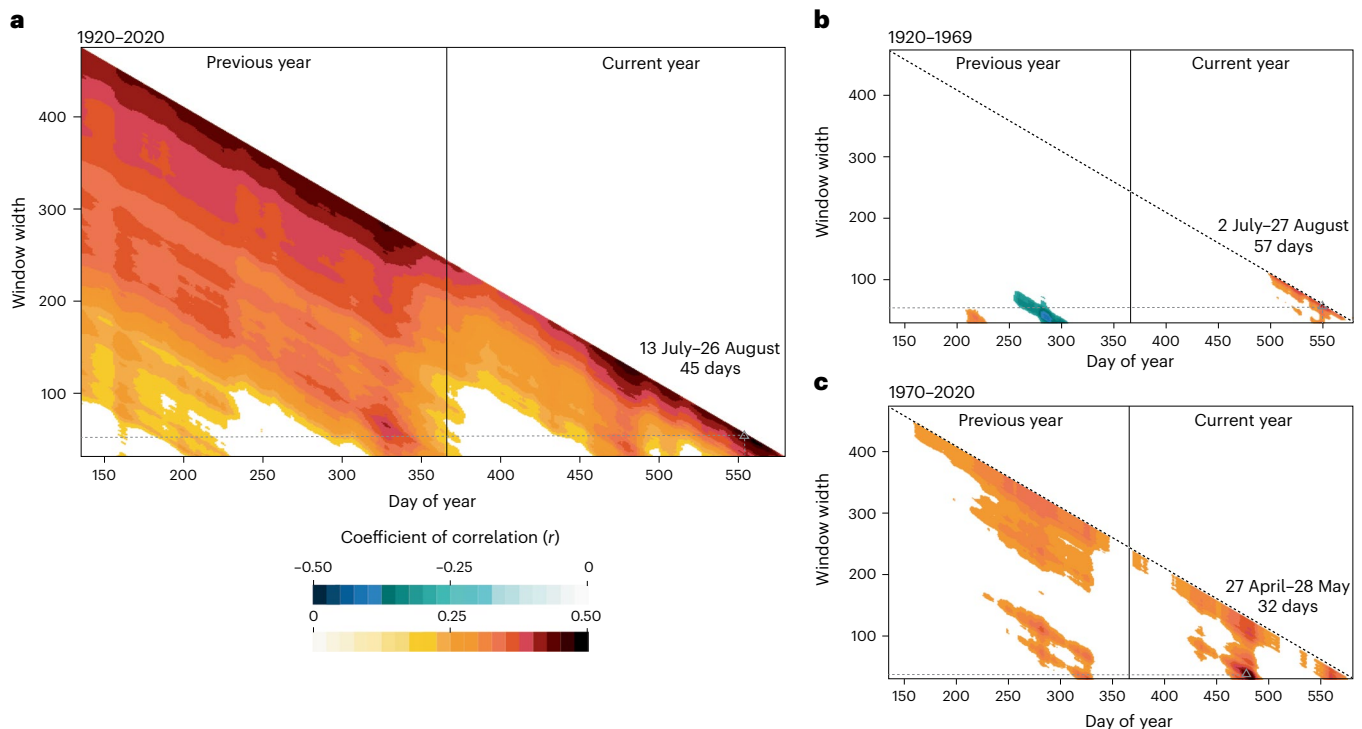 a
1920–2020
Previous year
Current year
Window width
400
300
200
100
13 July–26 August
45 days
150
200
250
300
350
400
450
500
550
Day of year
Coefficient of correlation (r)
–0.50
–0.25
0
0
0.25
0.50
b
1920–1969
Previous year
Current year
Window width
400
300
200
100
2 July–27 August
57 days
150
200
250
300
350
400
450
500
550
Day of year
c
1970–2020
Previous year
Current year
Window width
400
300
200
100
27 April–28 May
32 days
150
200
250
300
350
400
450
500
550
Day of year